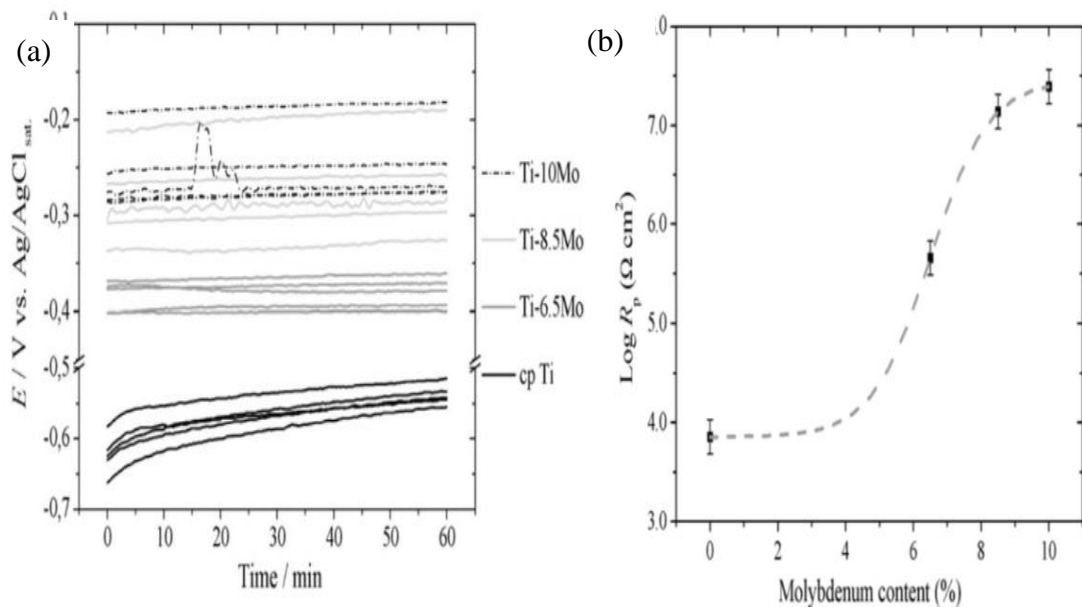 (a)
-0,1
-0,2
-0,3
-0,4
-0,5
-0,6
-0,7
E / V vs. Ag/AgCl sat.
0 10 20 30 40 50 60
Time / min
Ti-10Mo
Ti-8.5Mo
Ti-6.5Mo
cp Ti
(b)
.0
7.0
6.0
5.0
4.0
3.0
Log Rp (Ω cm²)
0 2 4 6 8 10
Molybdenum content (%)